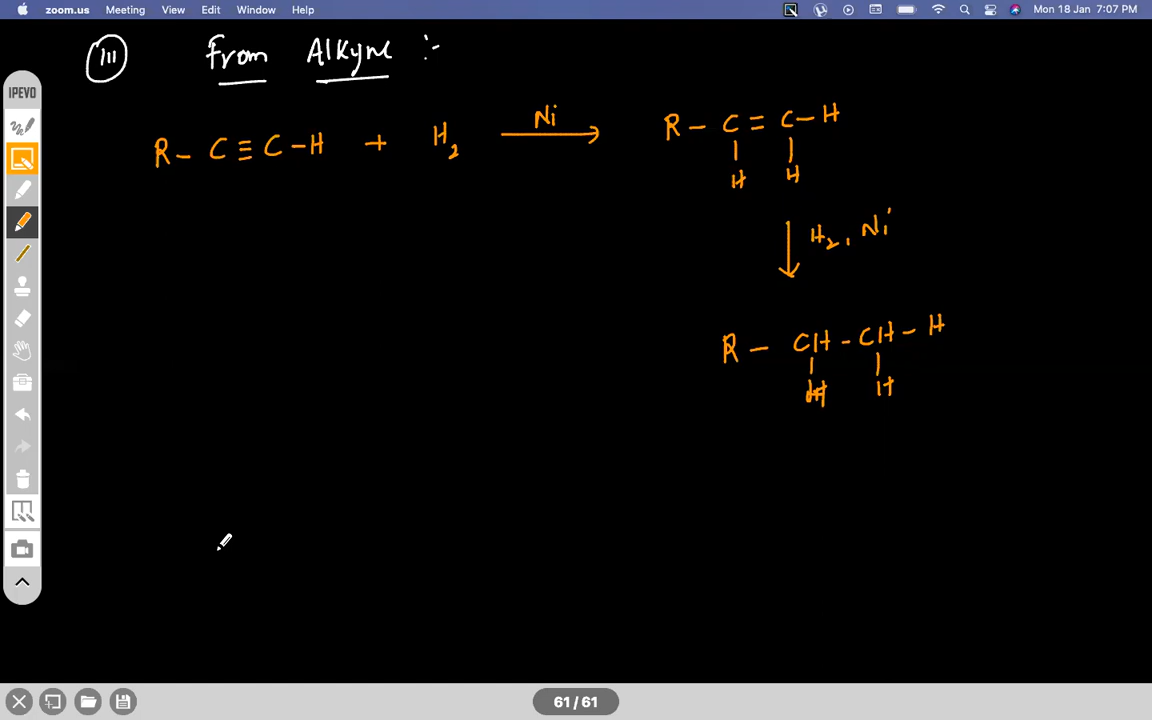 zoom.us Meeting View Edit Window Help Mon 18 Jan 7:07 PM
III From Alkyne :-
IPEVO
R - C ≡ C - H + H2 Ni → R - C = C - H
H H
↓ H2, Ni
R - CH - CH - H
H H
61 / 61